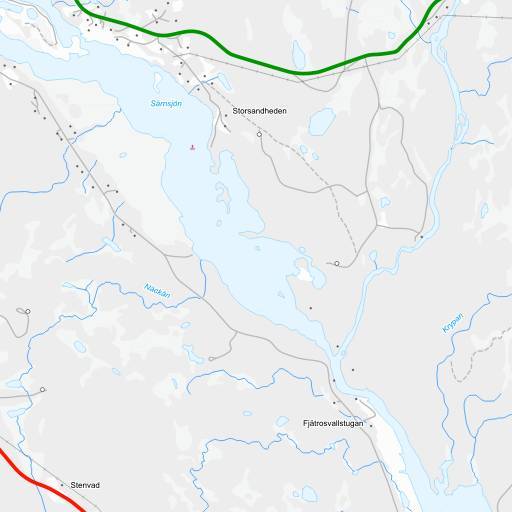 Särnsjön
Storsandheden
Näckån
Krypan
Fjätrosvallstugan
Stenvad